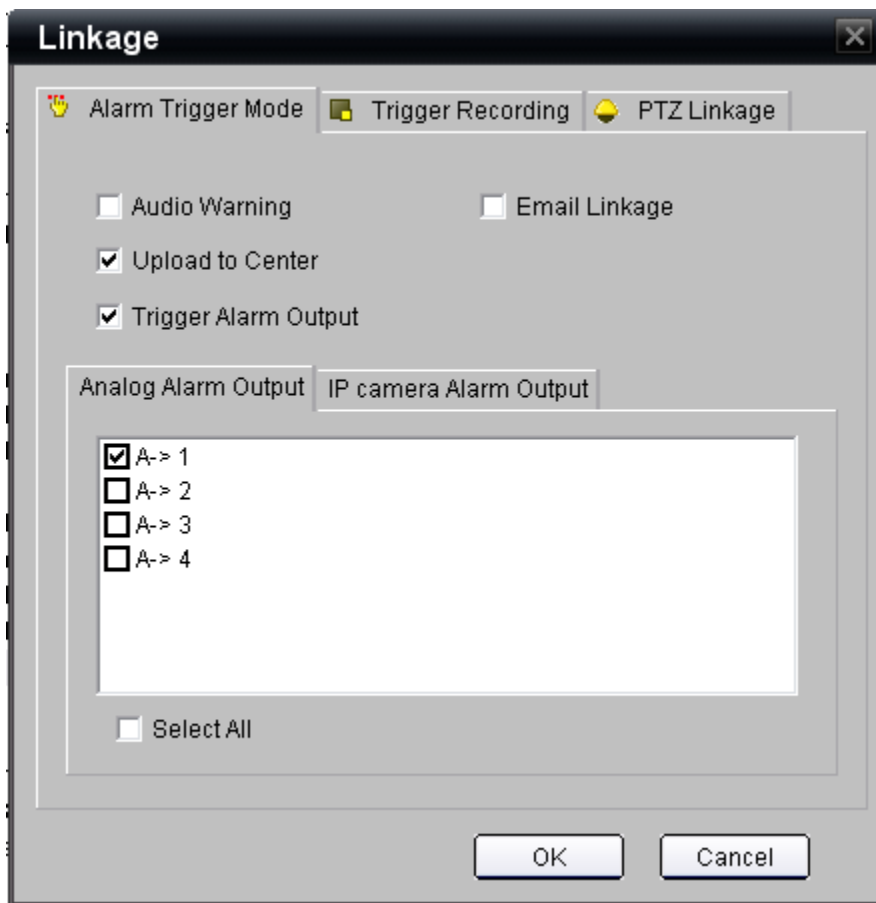 Linkage
Alarm Trigger Mode Trigger Recording PTZ Linkage
Audio Warning Email Linkage
Upload to Center
Trigger Alarm Output
Analog Alarm Output IP camera Alarm Output
A-> 1
A-> 2
A-> 3
A-> 4
Select All
OK Cancel